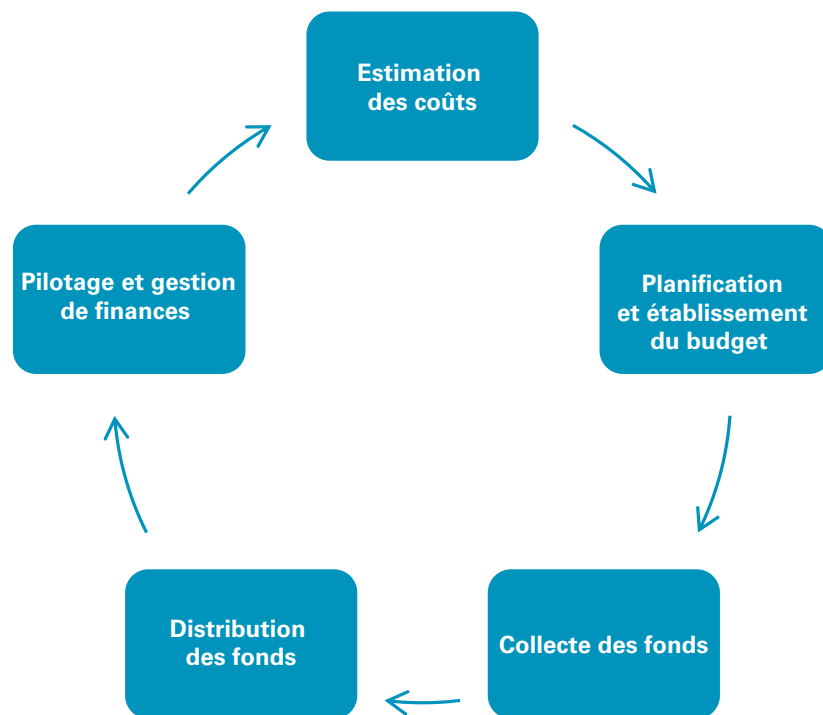 Estimation
des coûts
Planification
et établissement
du budget
Collecte des fonds
Distribution
des fonds
Pilotage et gestion
de finances